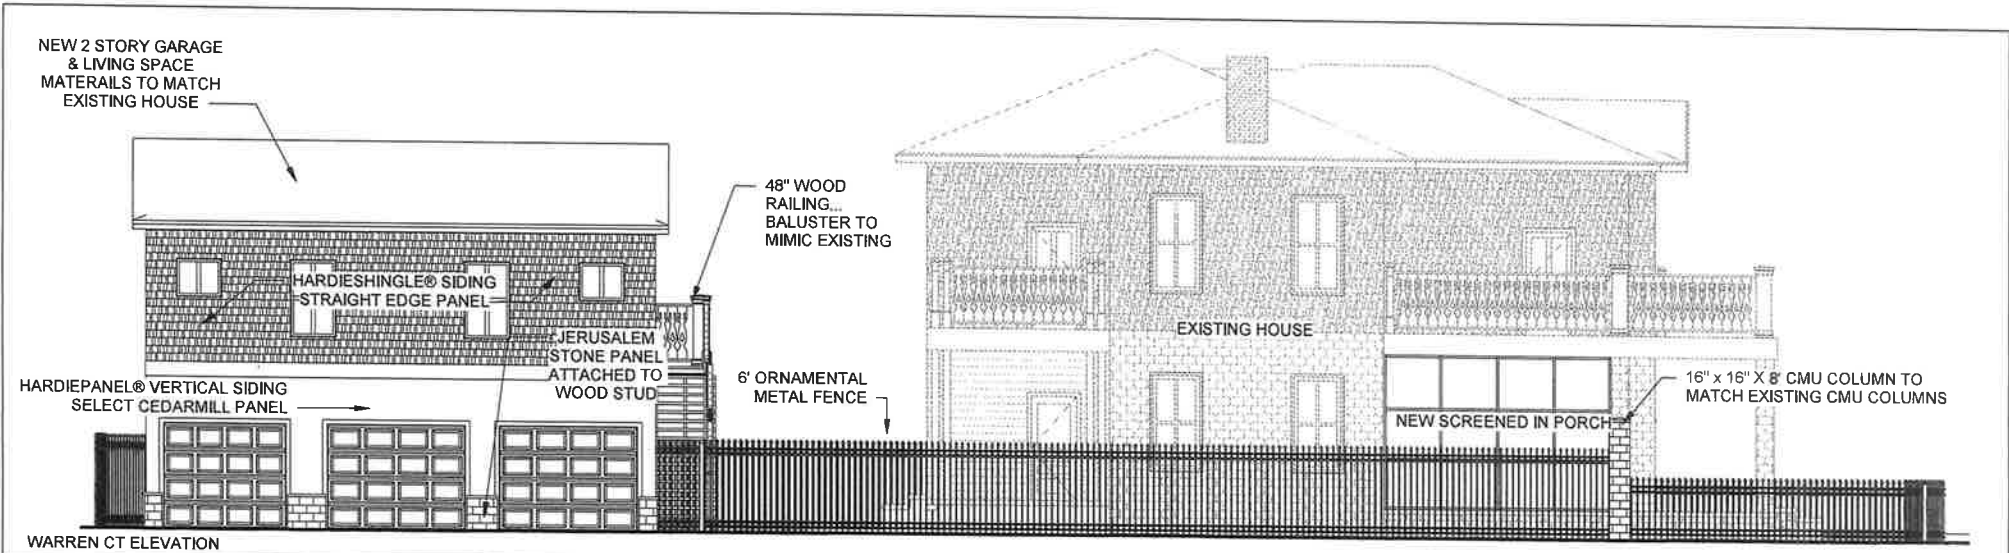 NEW 2 STORY GARAGE
& LIVING SPACE
MATERAILS TO MATCH
EXISTING HOUSE
48" WOOD
RAILING...
BALUSTER TO
MIMIC EXISTING
HARDIESHINGLE® SIDING
STRAIGHT EDGE PANEL
JERUSALEM
STONE PANEL
ATTACHED TO
WOOD STUD
HARDIEPANEL® VERTICAL SIDING
SELECT CEDARMILL PANEL
6' ORNAMENTAL
METAL FENCE
EXISTING HOUSE
16" x 16" X 8' CMU COLUMN TO
MATCH EXISTING CMU COLUMNS
NEW SCREENED IN PORCH
WARREN CT ELEVATION